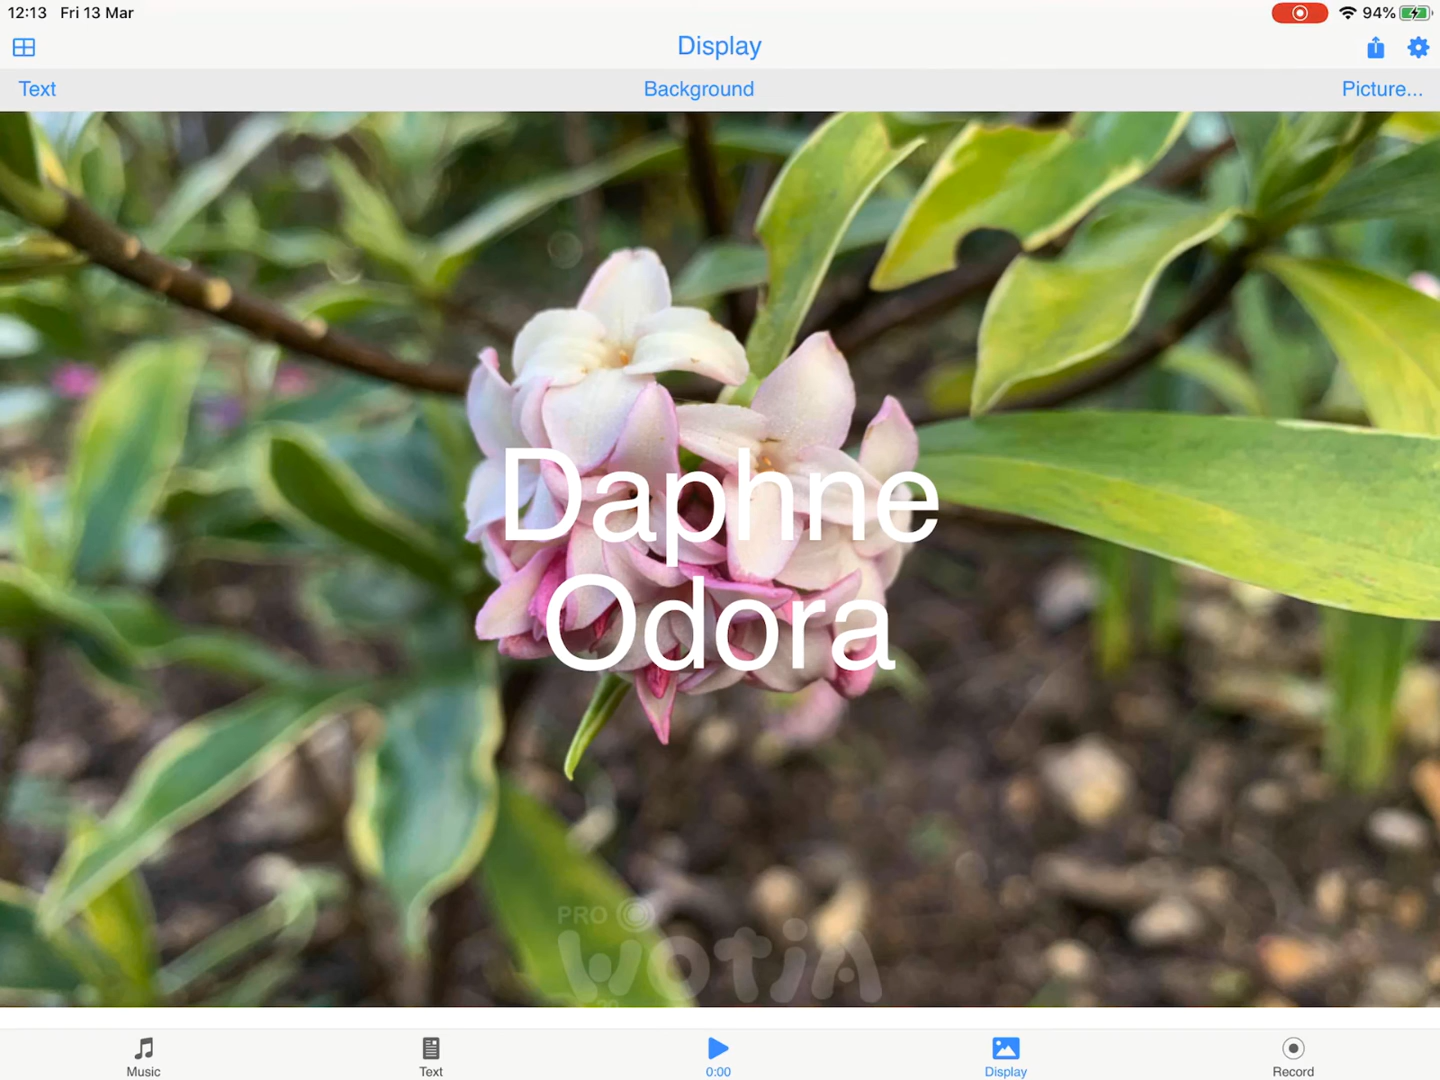 12:13 Fri 13 Mar 94%
Display
Text Background Picture...
Daphne
Odora
PRO
WOTJA
Music Text 0:00 Display Record